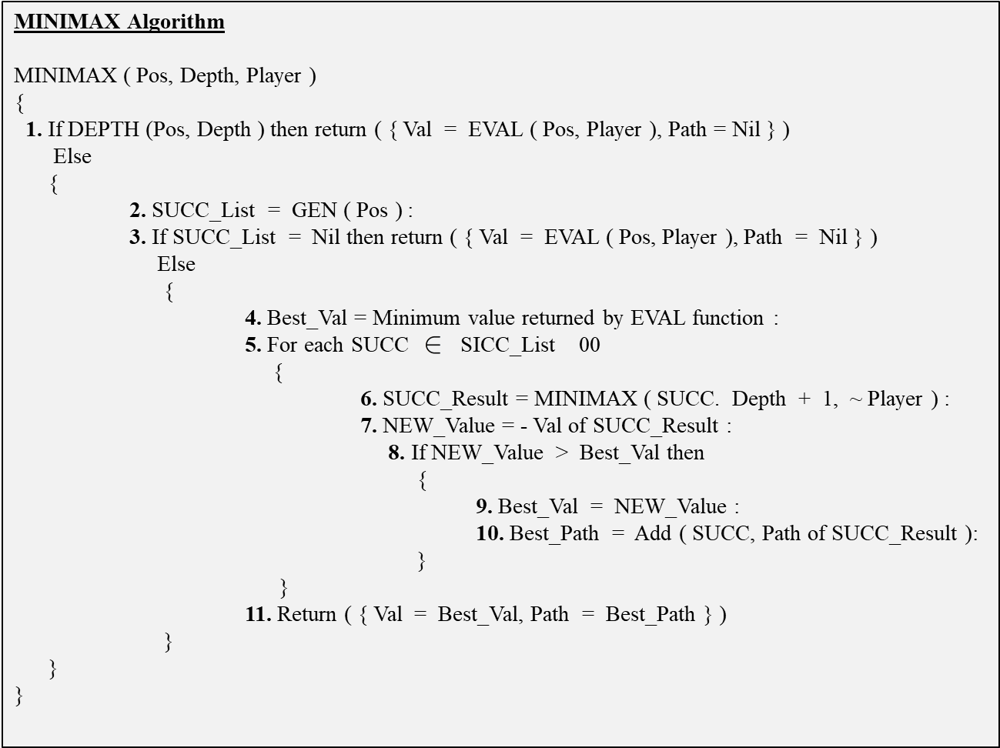 MINIMAX Algorithm
MINIMAX ( Pos, Depth, Player )
{
1. If DEPTH (Pos, Depth ) then return ( { Val = EVAL ( Pos, Player ), Path = Nil } )
Else
{
2. SUCC_List = GEN ( Pos ) :
3. If SUCC_List = Nil then return ( { Val = EVAL ( Pos, Player ), Path = Nil } )
Else
{
4. Best_Val = Minimum value returned by EVAL function :
5. For each SUCC ∈ SICC_List 00
{
6. SUCC_Result = MINIMAX ( SUCC. Depth + 1, ~ Player ) :
7. NEW_Value = - Val of SUCC_Result :
8. If NEW_Value > Best_Val then
{
9. Best_Val = NEW_Value :
10. Best_Path = Add ( SUCC, Path of SUCC_Result ):
}
}
11. Return ( { Val = Best_Val, Path = Best_Path } )
}
}
}